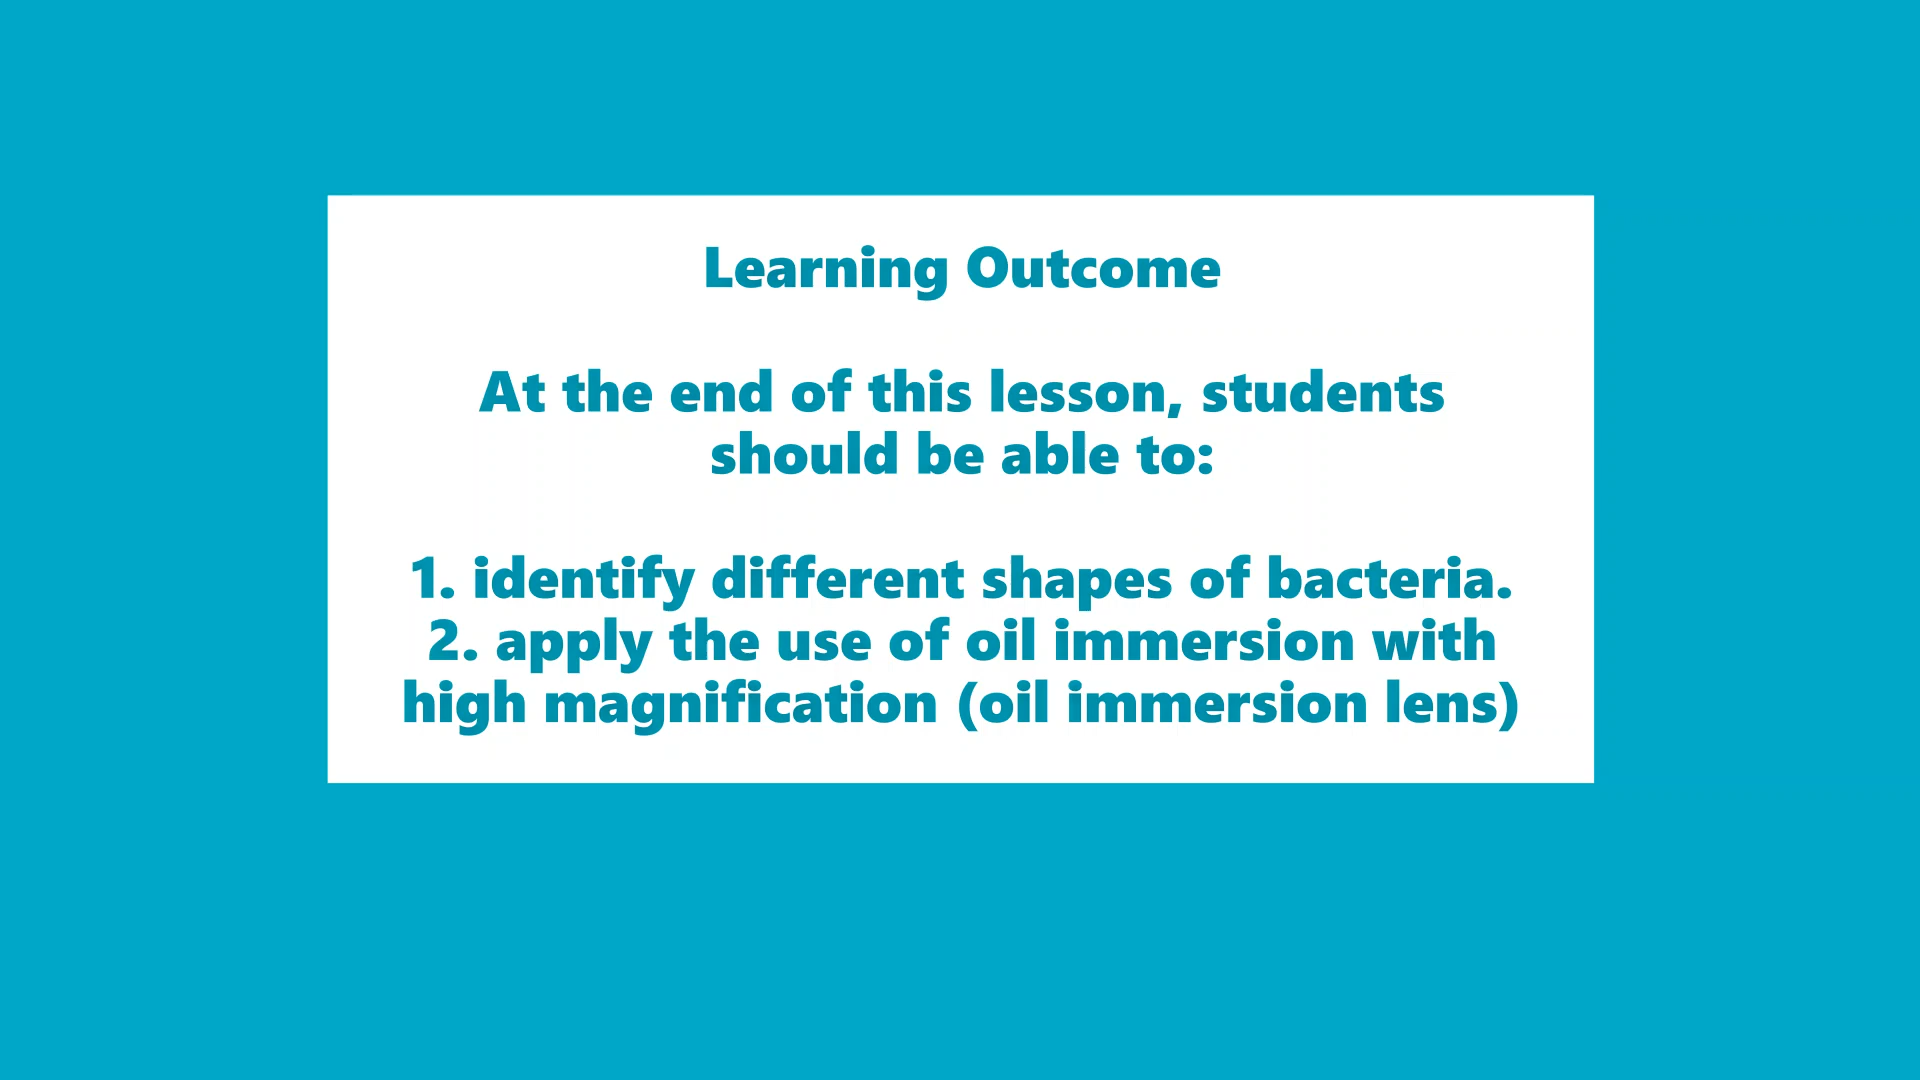 Learning Outcome
At the end of this lesson, students
should be able to:
1. identify different shapes of bacteria.
2. apply the use of oil immersion with
high magnification (oil immersion lens)